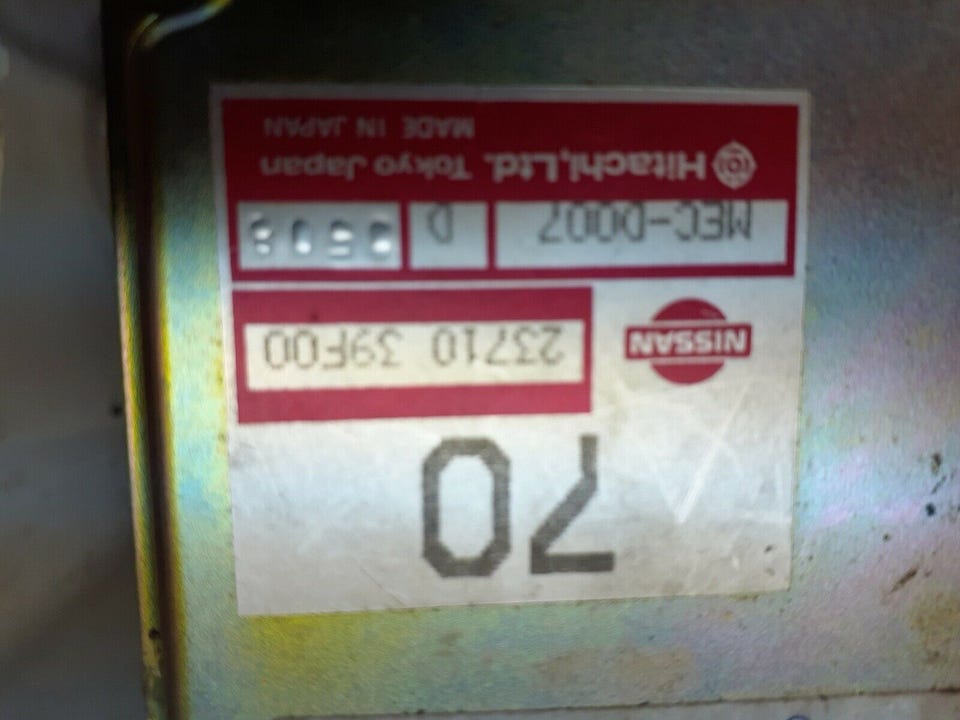 70
NISSAN 23710 39F00
MEC-D007 D
Hitachi,Ltd. Tokyo Japan
MADE IN JAPAN